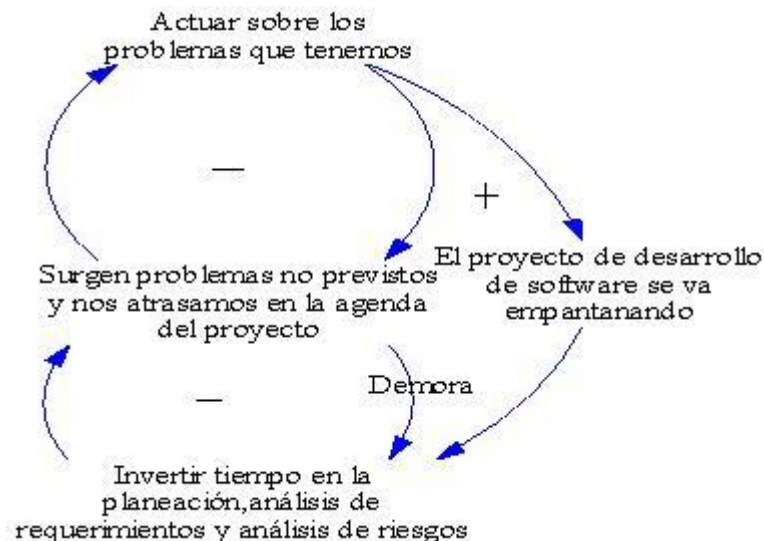 Actuar sobre los
problemas que tenemos
—
+
Surgen problemas no previstos
y nos atrasamos en la agenda
del proyecto
El proyecto de desarrollo
de software se va
empantanando
—
Demora
Invertir tiempo en la
planeación,análisis de
requerimientos y análisis de riesgos